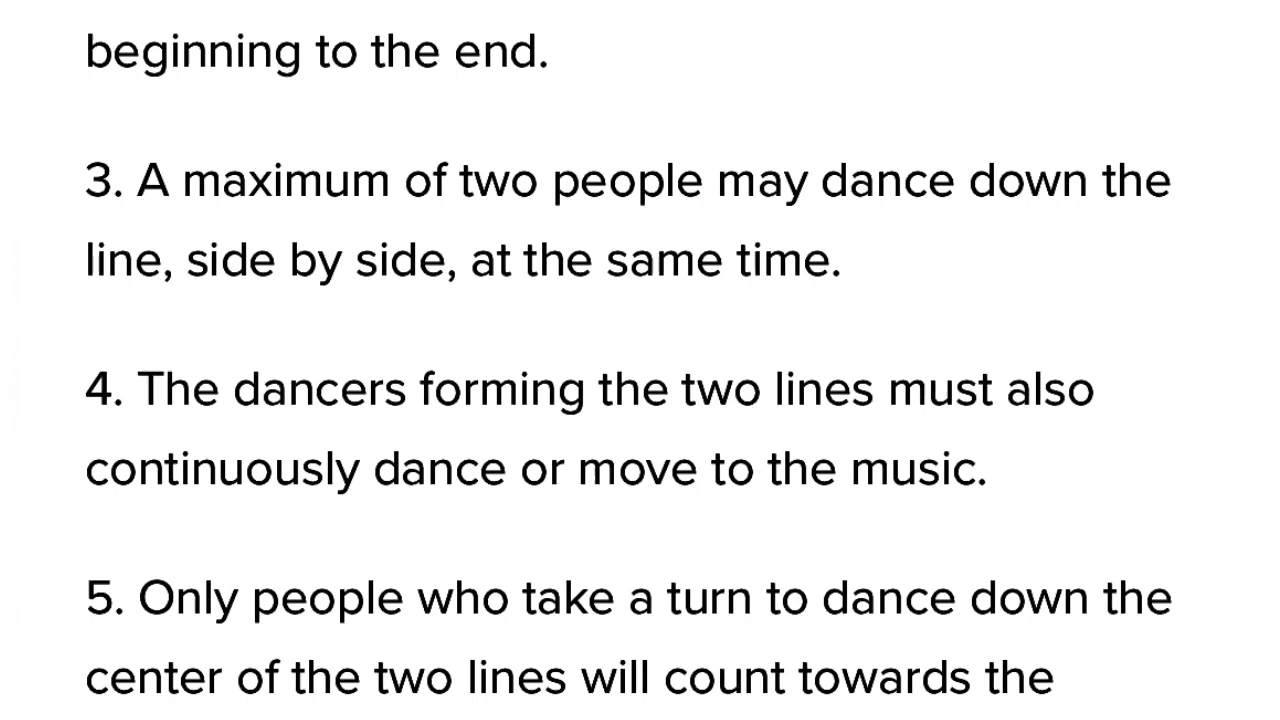 beginning to the end.
3. A maximum of two people may dance down the
line, side by side, at the same time.
4. The dancers forming the two lines must also
continuously dance or move to the music.
5. Only people who take a turn to dance down the
center of the two lines will count towards the